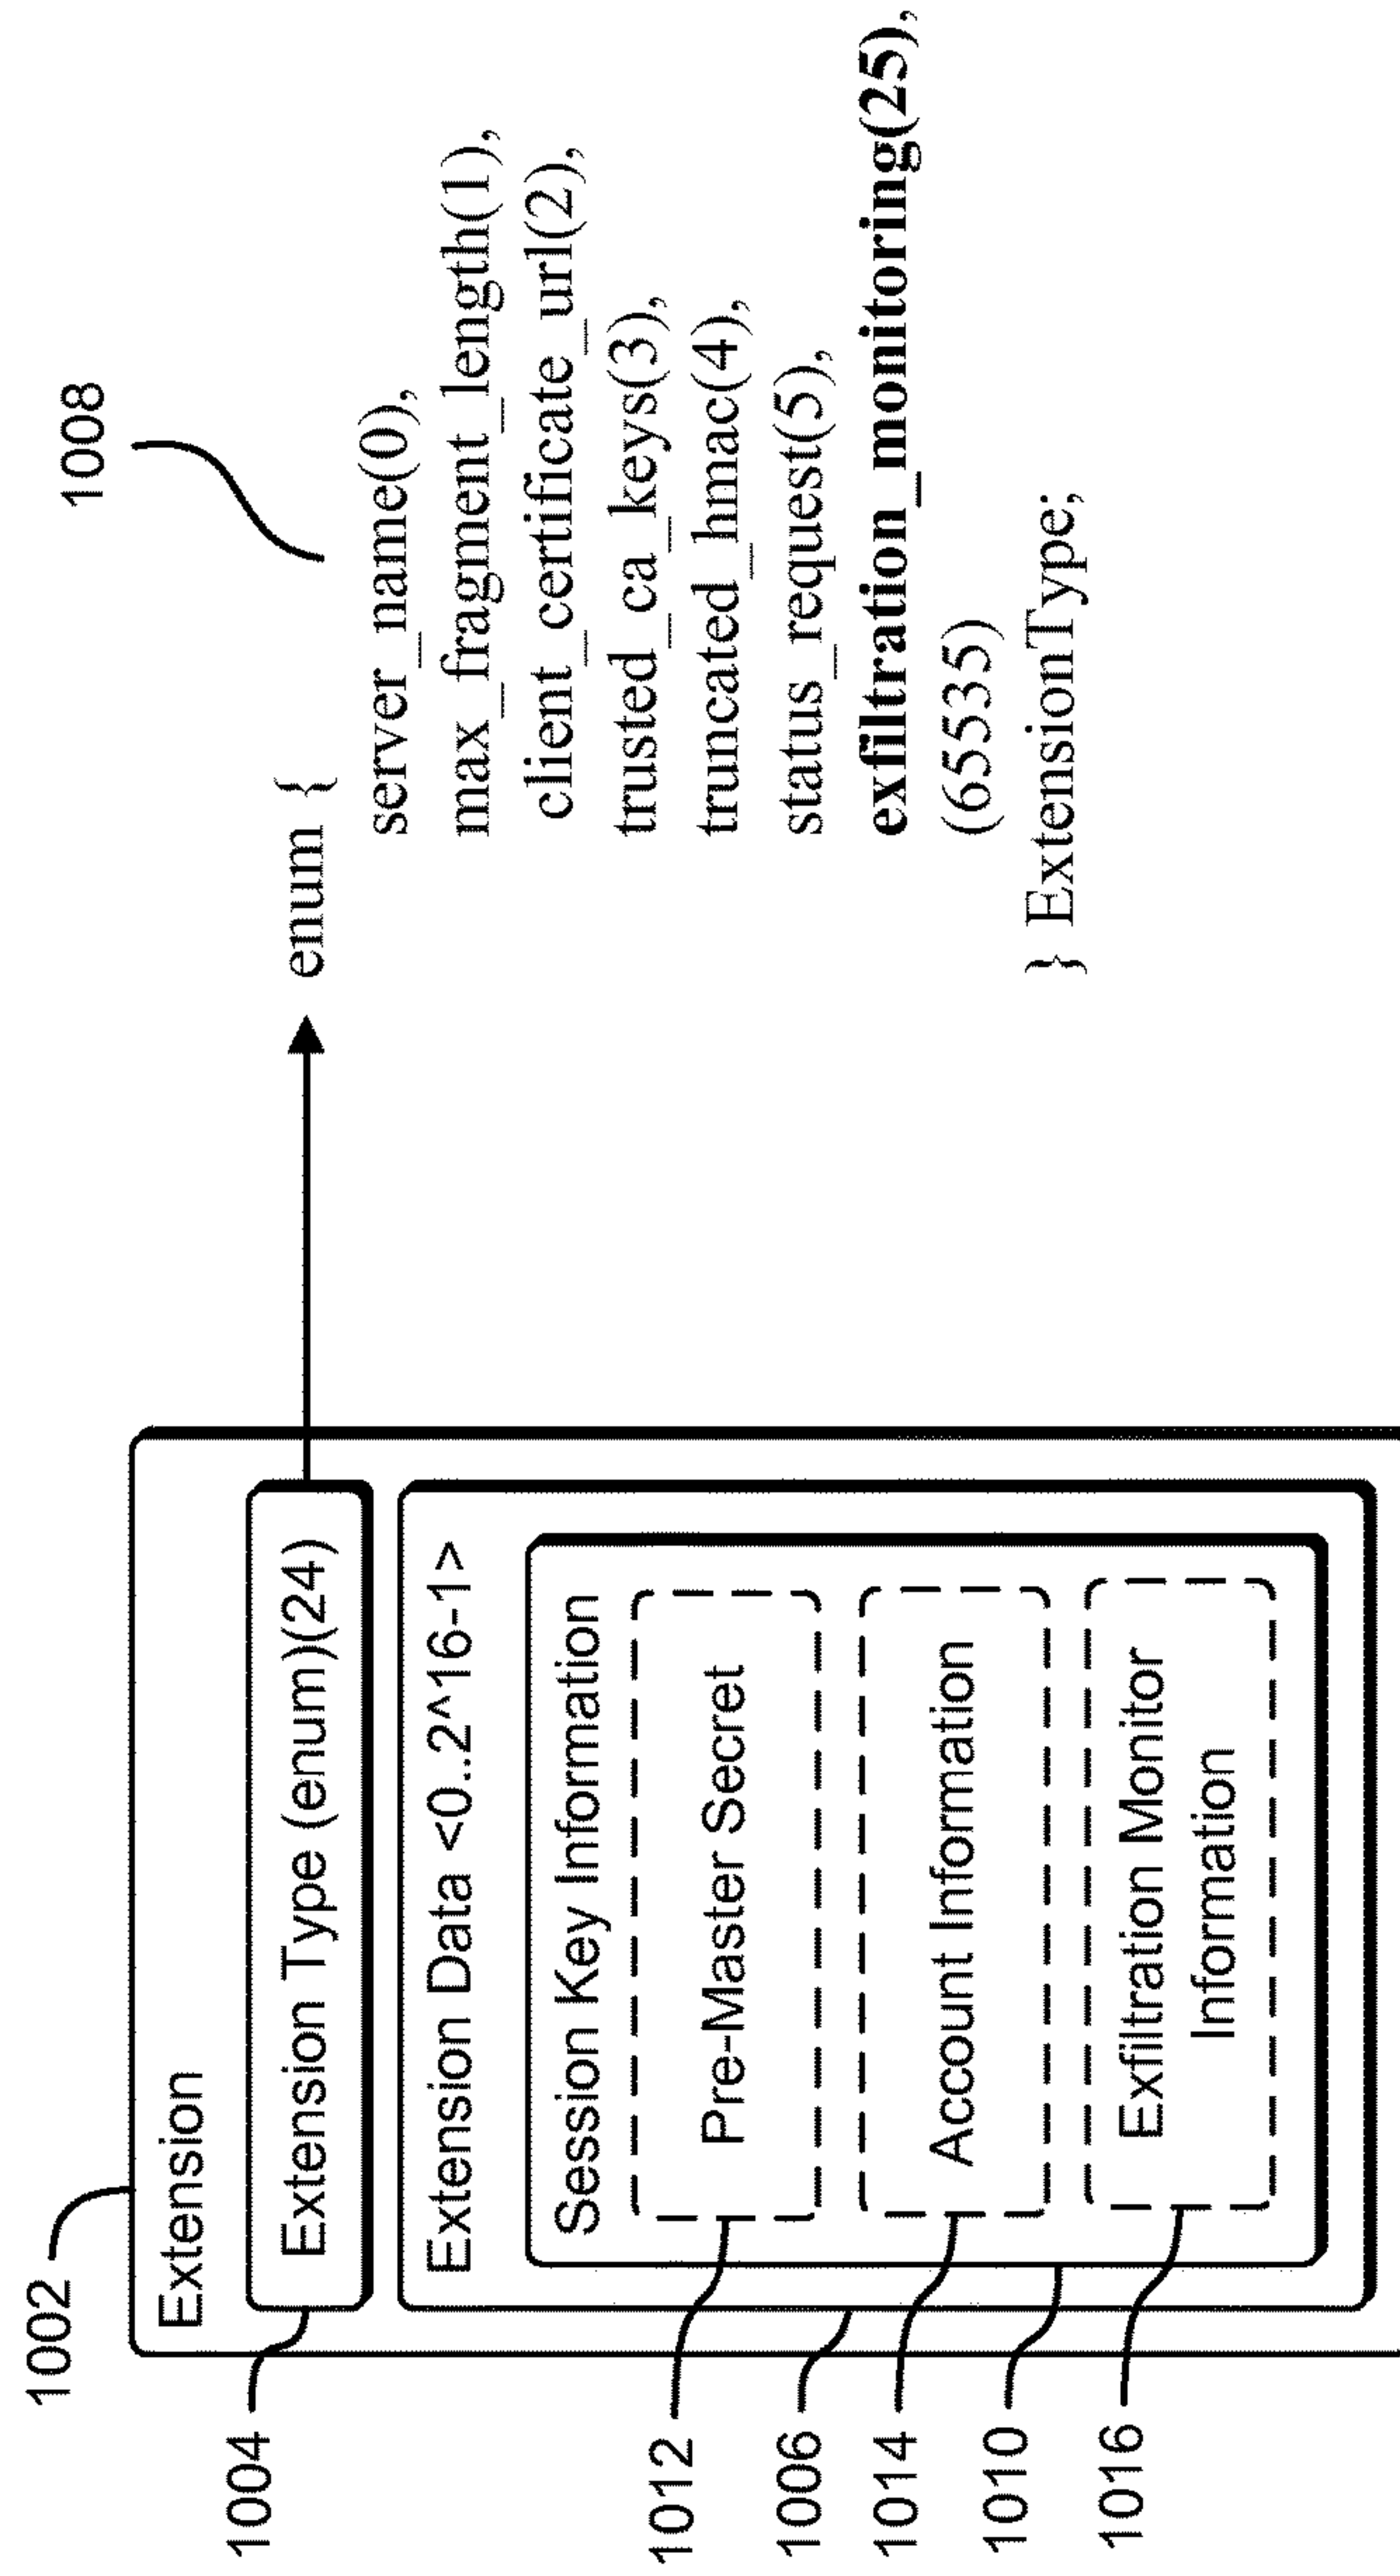 1002
Extension
1004
Extension Type (enum)(24)
1006
Extension Data <0..2^16-1>
1010
Session Key Information
1012
Pre-Master Secret
1014
Account Information
1016
Exfiltration Monitor
Information
1008
enum {
server_name(0),
max_fragment_length(1),
client_certificate_url(2),
trusted_ca_keys(3),
truncated_hmac(4),
status_request(5),
exfiltration_monitoring(25),
(65535)
} ExtensionType;